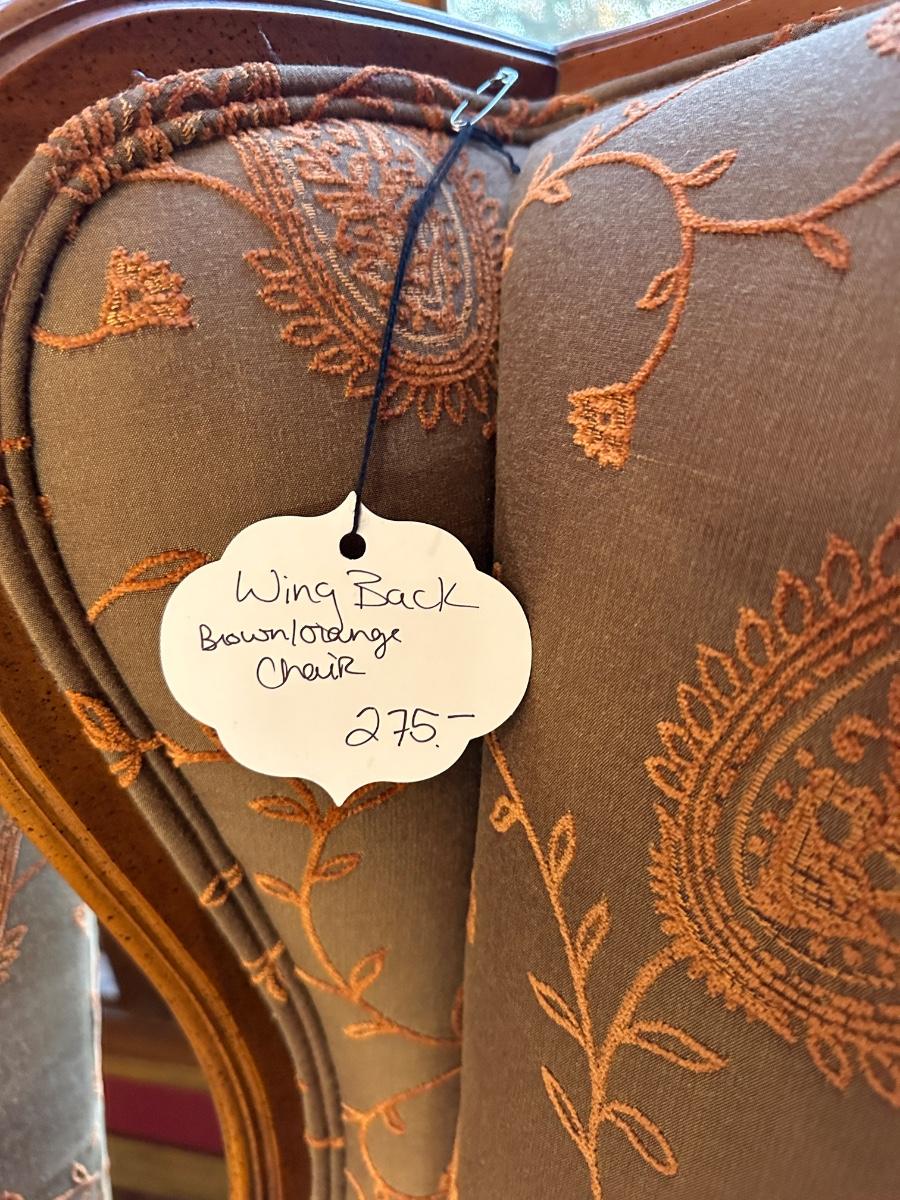 Wing Back
Brown/orange
Chair
275.–